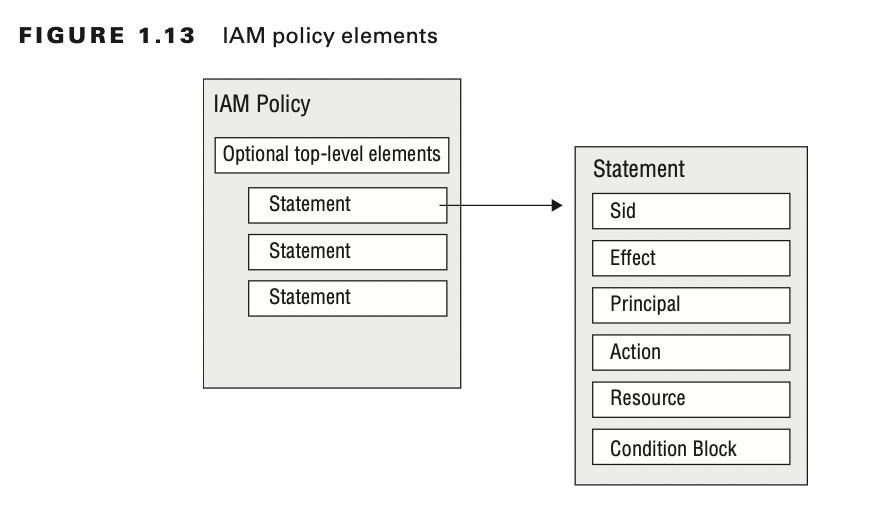 FIGURE 1.13 IAM policy elements
IAM Policy
Optional top-level elements
Statement
Statement
Statement
Statement
Sid
Effect
Principal
Action
Resource
Condition Block